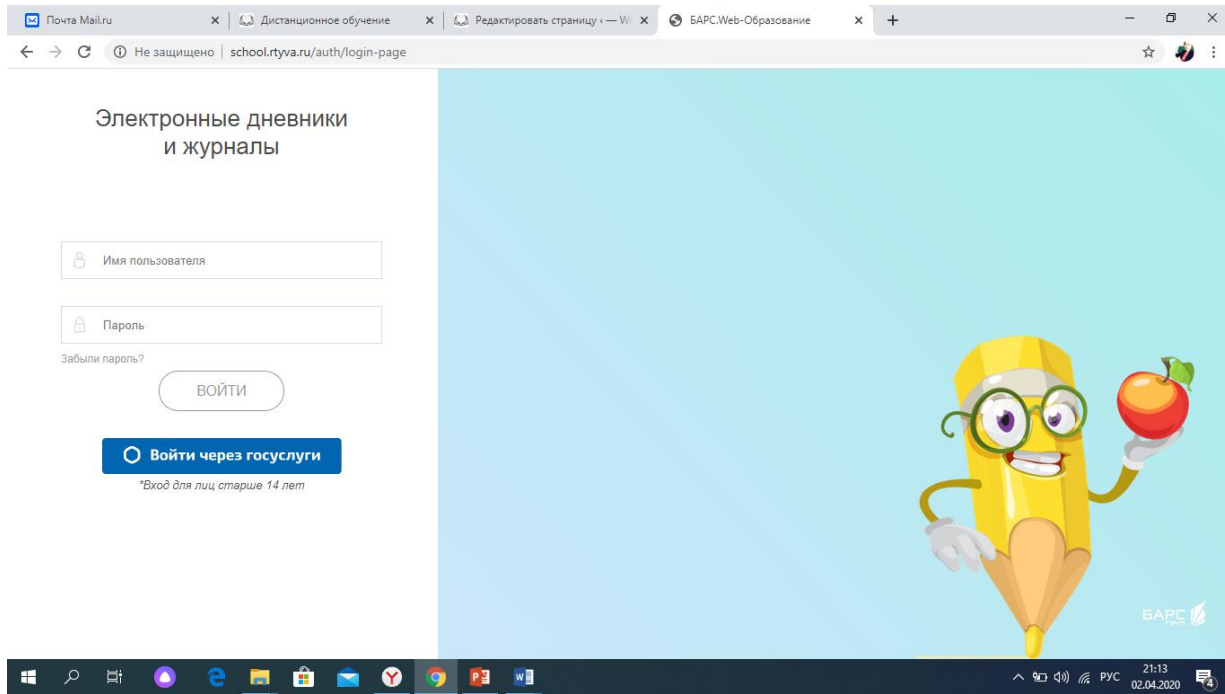 Почта Mail.ru
Дистанционное обучение
Редактировать страницу ‹ — W
БАРС.Web-Образование
Не защищено | school.rtyva.ru/auth/login-page
Электронные дневники
и журналы
Имя пользователя
Пароль
Забыли пароль?
ВОЙТИ
Войти через госуслуги
*Вход для лиц старше 14 лет
БАРС
ГРУП
РУС
21:13
02.04.2020
4